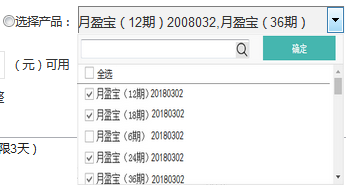 选择产品： 月盈宝（12期）2008032,月盈宝（36期）
确定
（元）可用
全选
月盈宝（12期）20180302
月盈宝（18期）20180302
月盈宝（6期） 20180302
限3天）
月盈宝（24期）20180302
月盈宝（36期）20180302